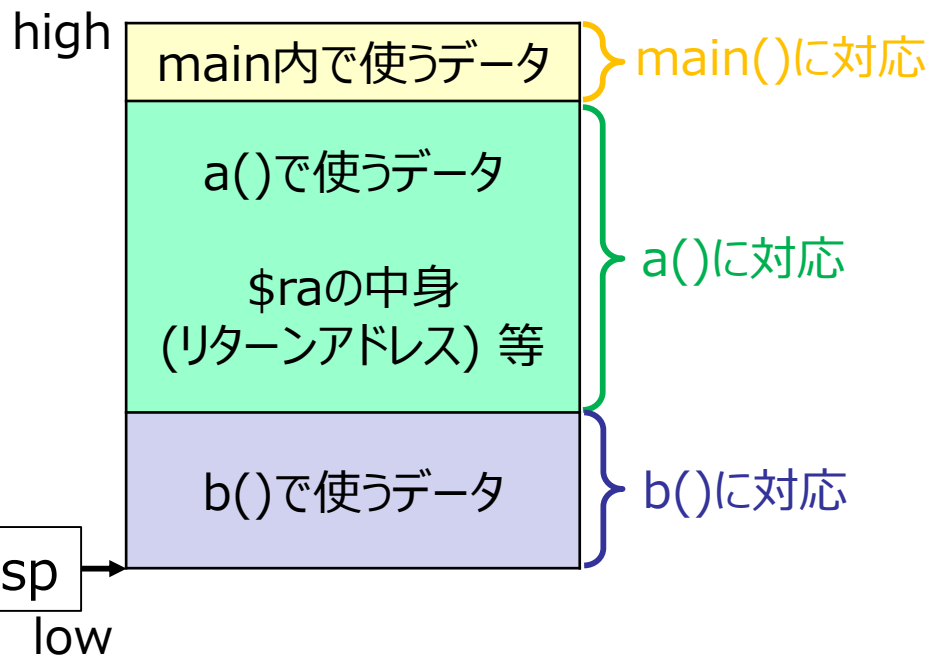 high
main内で使うデータ
main()に対応
a()で使うデータ
$raの中身
(リターンアドレス) 等
a()に対応
b()で使うデータ
b()に対応
sp
low